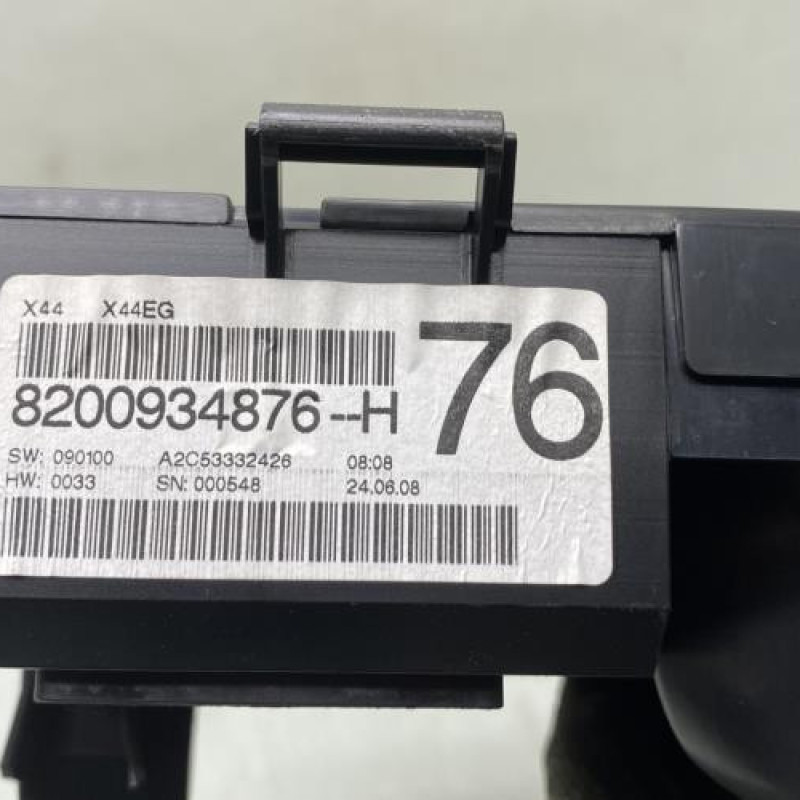 X44 X44EG
8200934876--H 76
SW: 090100 A2C53332426 08:08
HW: 0033 SN: 000548 24.06.08